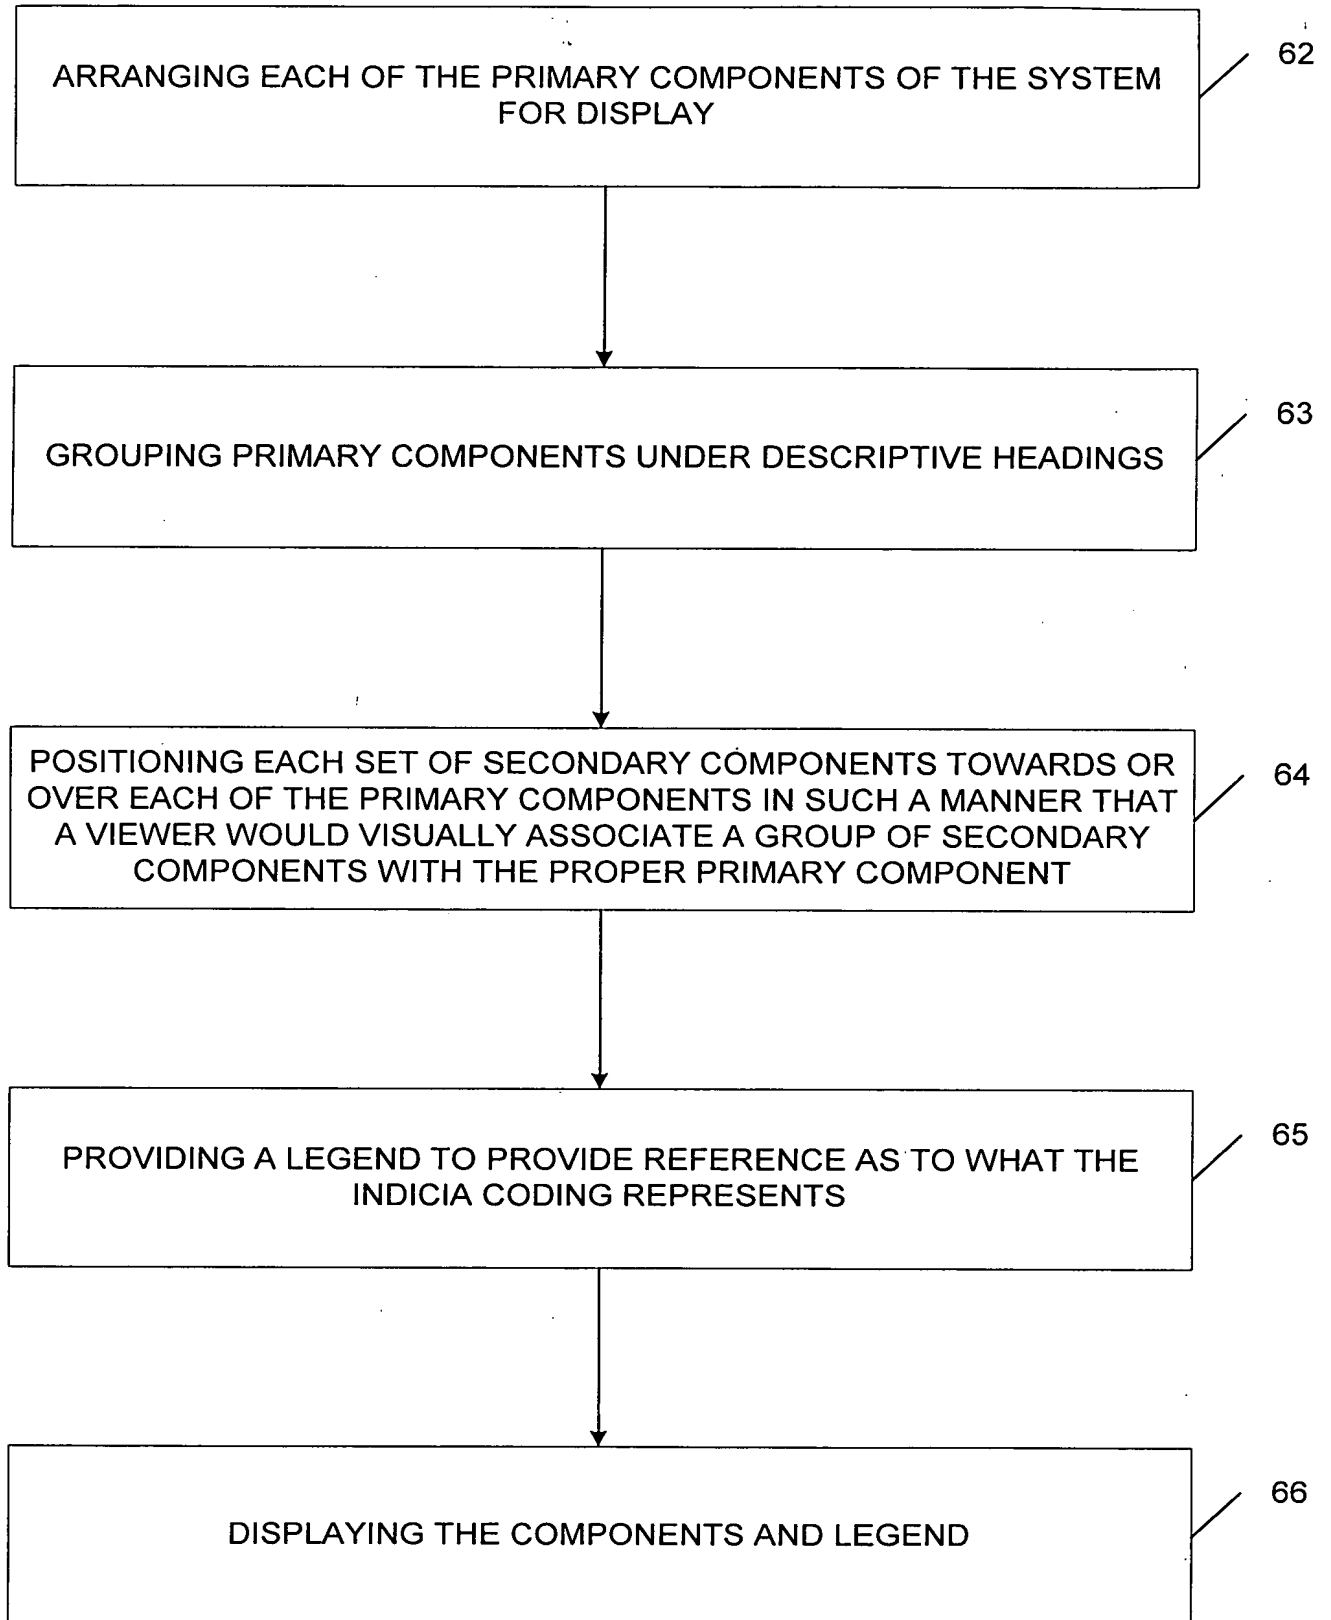 ARRANGING EACH OF THE PRIMARY COMPONENTS OF THE SYSTEM
FOR DISPLAY
62
GROUPING PRIMARY COMPONENTS UNDER DESCRIPTIVE HEADINGS
63
POSITIONING EACH SET OF SECONDARY COMPONENTS TOWARDS OR
OVER EACH OF THE PRIMARY COMPONENTS IN SUCH A MANNER THAT
A VIEWER WOULD VISUALLY ASSOCIATE A GROUP OF SECONDARY
COMPONENTS WITH THE PROPER PRIMARY COMPONENT
64
PROVIDING A LEGEND TO PROVIDE REFERENCE AS TO WHAT THE
INDICIA CODING REPRESENTS
65
DISPLAYING THE COMPONENTS AND LEGEND
66